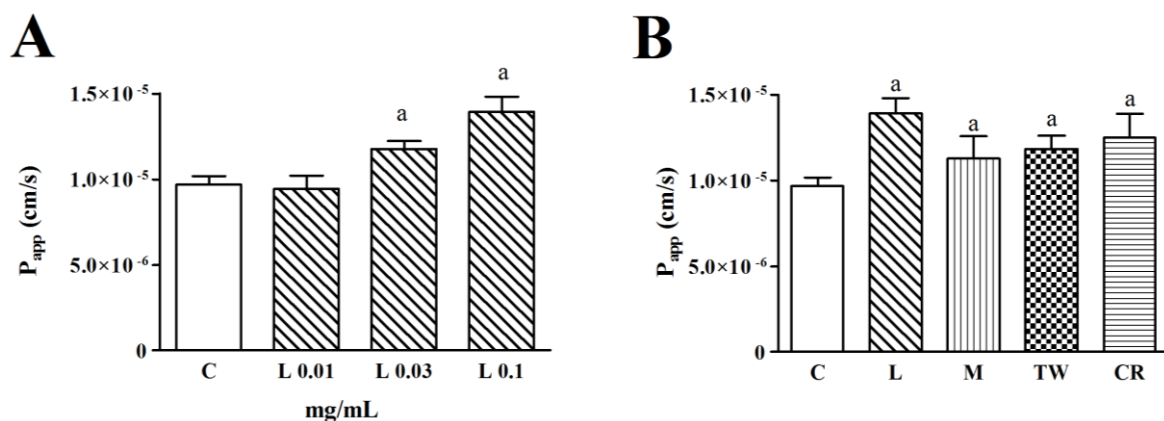 A
B
a
a
1.5×10⁻⁵
1.0×10⁻⁵
5.0×10⁻⁶
0
Pₐₚₚ (cm/s)
C
L 0.01
L 0.03
L 0.1
mg/mL
a
a
a
a
1.5×10⁻⁵
1.0×10⁻⁵
5.0×10⁻⁶
0
Pₐₚₚ (cm/s)
C
L
M
TW
CR